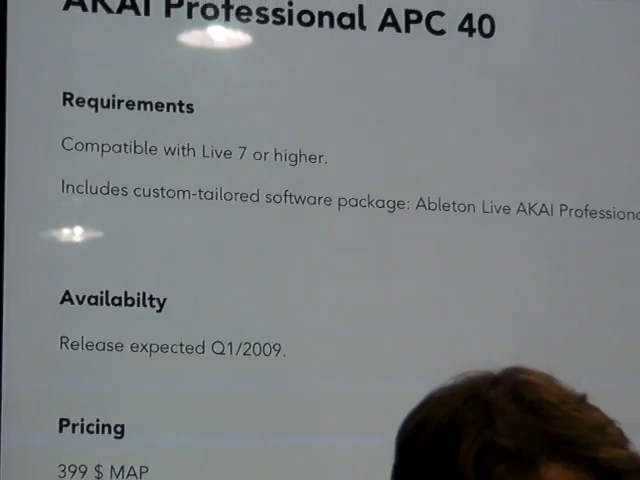 AKAI Professional APC 40
Requirements
Compatible with Live 7 or higher.
Includes custom-tailored software package: Ableton Live AKAI
Availabilty
Release expected Q1/2009.
Pricing
399 $ MAP